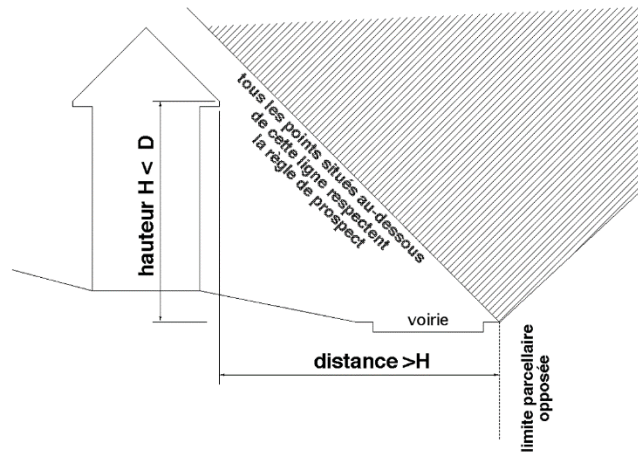 tous les points situés au-dessous
de cette ligne respectent
la règle de prospect
hauteur H < D
voirie
distance >H
limite parcellaire
opposée